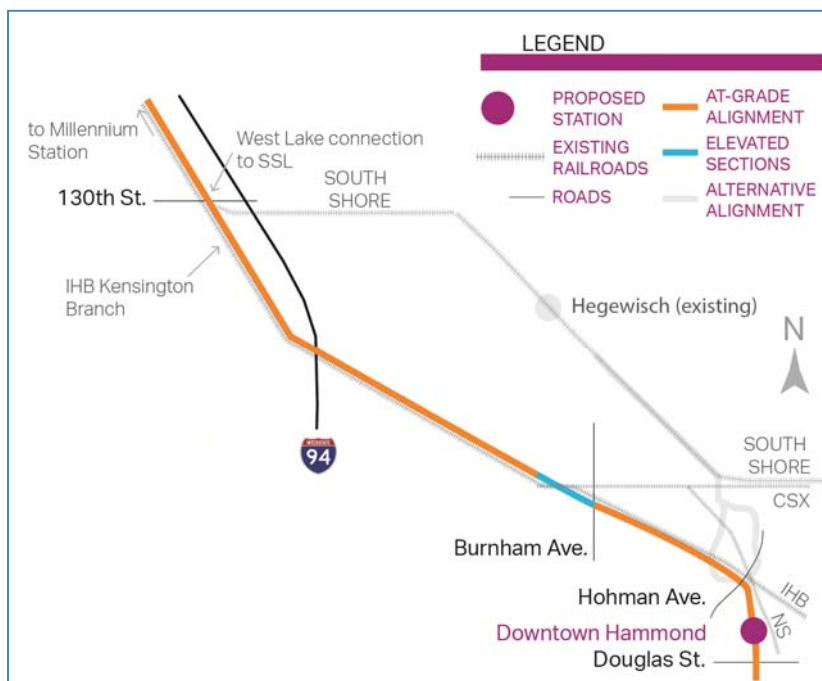 LEGEND
PROPOSED
STATION
AT-GRADE
ALIGNMENT
EXISTING
RAILROADS
ELEVATED
SECTIONS
ROADS
ALTERNATIVE
ALIGNMENT
to Millennium
Station
West Lake connection
to SSL
130th St.
SOUTH
SHORE
IHB Kensington
Branch
Hegewisch (existing)
N
94
SOUTH
SHORE
CSX
Burnham Ave.
Hohman Ave.
IHB
NS
Downtown Hammond
Douglas St.